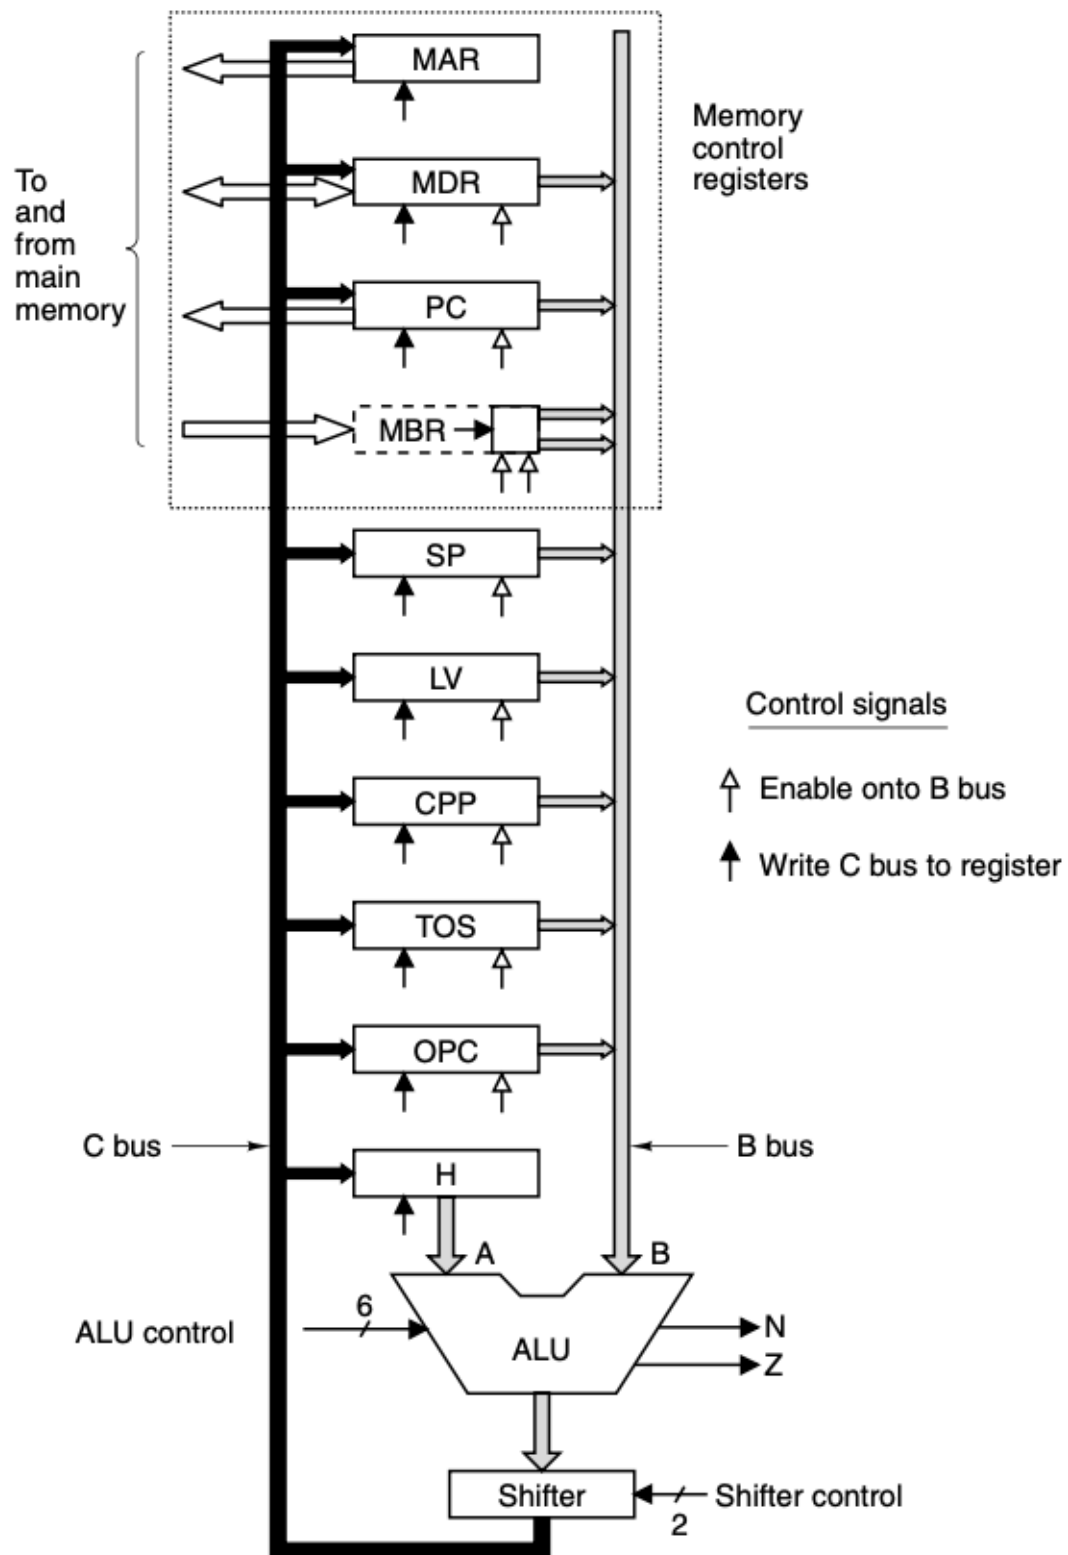 MAR
Memory
control
registers
To
and
from
main
memory
MDR
PC
MBR
SP
LV
Control signals
Enable onto B bus
CPP
Write C bus to register
TOS
OPC
C bus
B bus
H
A
B
6
ALU control
N
ALU
Z
Shifter
Shifter control
2